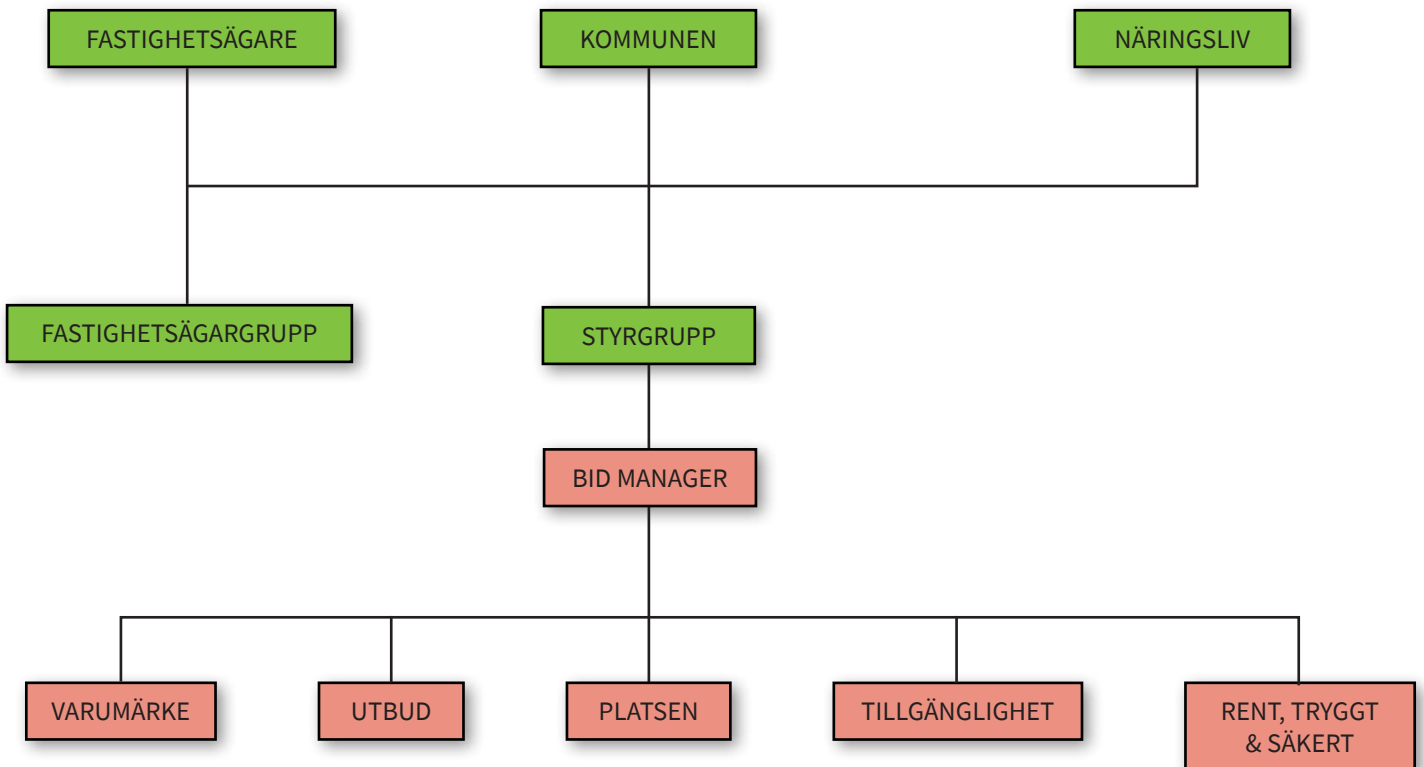 FASTIGHETSÄGARE
KOMMUNEN
NÄRINGSLIV
FASTIGHETSÄGARGRUPP
STYRGRUPP
BID MANAGER
VARUMÄRKE
UTBUD
PLATSEN
TILLGÄNGLIGHET
RENT, TRYGGT
& SÄKERT